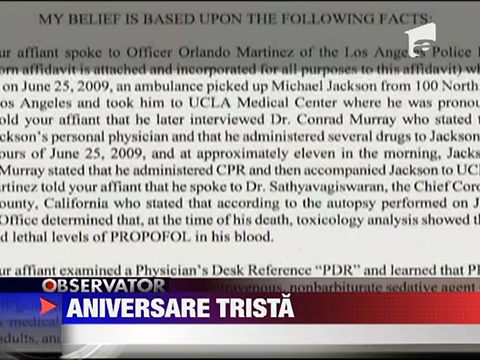 MY BELIEF IS BASED UPON THE FOLLOWING FACTS:
ur affiant spoke to Officer Orlando Martinez of the Los Angeles Police
orn affidavit is attached and incorporated for all purposes to this affidavit) w
on June 25, 2009, an ambulance picked up Michael Jackson from 100 North
os Angeles and took him to UCLA Medical Center where he was pronou
old your affiant that he later interviewed Dr. Conrad Murray who stated t
ckson's personal physician and that he administered several drugs to Jackson
ours of June 25, 2009, and at approximately eleven in the morning, Jacks
Murray stated that he administered CPR and then accompanied Jackson to UCL
artinez told your affiant that he spoke to Dr. Sathyavagiswaran, the Chief Coro
ounty, California who stated that according to the autopsy performed on J
Office determined that, at the time of his death, toxicology analysis showed th
d lethal levels of PROPOFOL in his blood.
ur affiant examined a Physician's Desk Reference "PDR" and learned that P
nonbarbiturate sedative agent
OBSERVATOR
ANIVERSARE TRISTĂ
adults, and